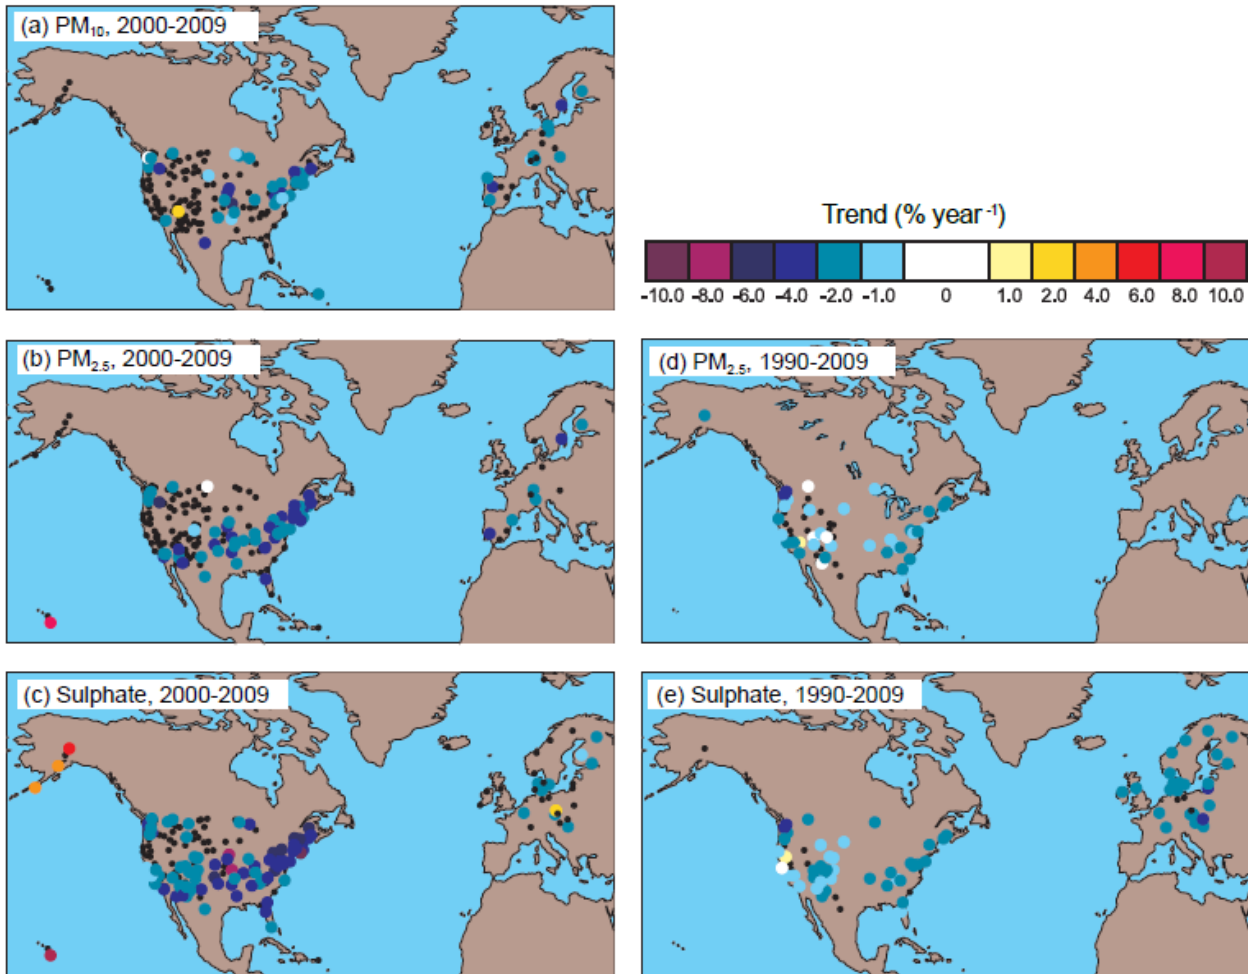 (a) PM₁₀, 2000-2009
Trend (% year⁻¹)
-10.0 -8.0 -6.0 -4.0 -2.0 -1.0 0 1.0 2.0 4.0 6.0 8.0 10.0
(b) PM₂.₅, 2000-2009
(d) PM₂.₅, 1990-2009
(c) Sulphate, 2000-2009
(e) Sulphate, 1990-2009